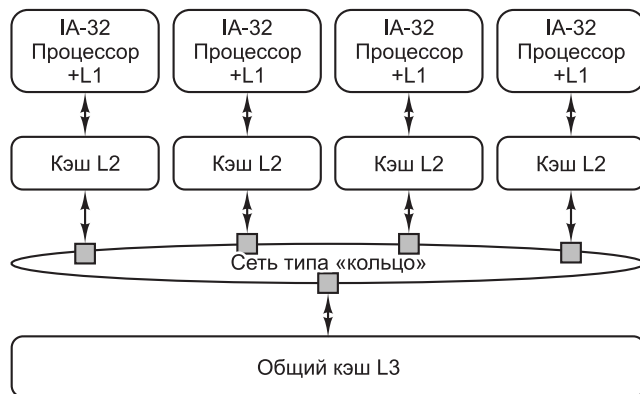 IA-32
Процессор
+L1
IA-32
Процессор
+L1
IA-32
Процессор
+L1
IA-32
Процессор
+L1
Кэш L2
Кэш L2
Кэш L2
Кэш L2
Сеть типа «кольцо»
Общий кэш L3